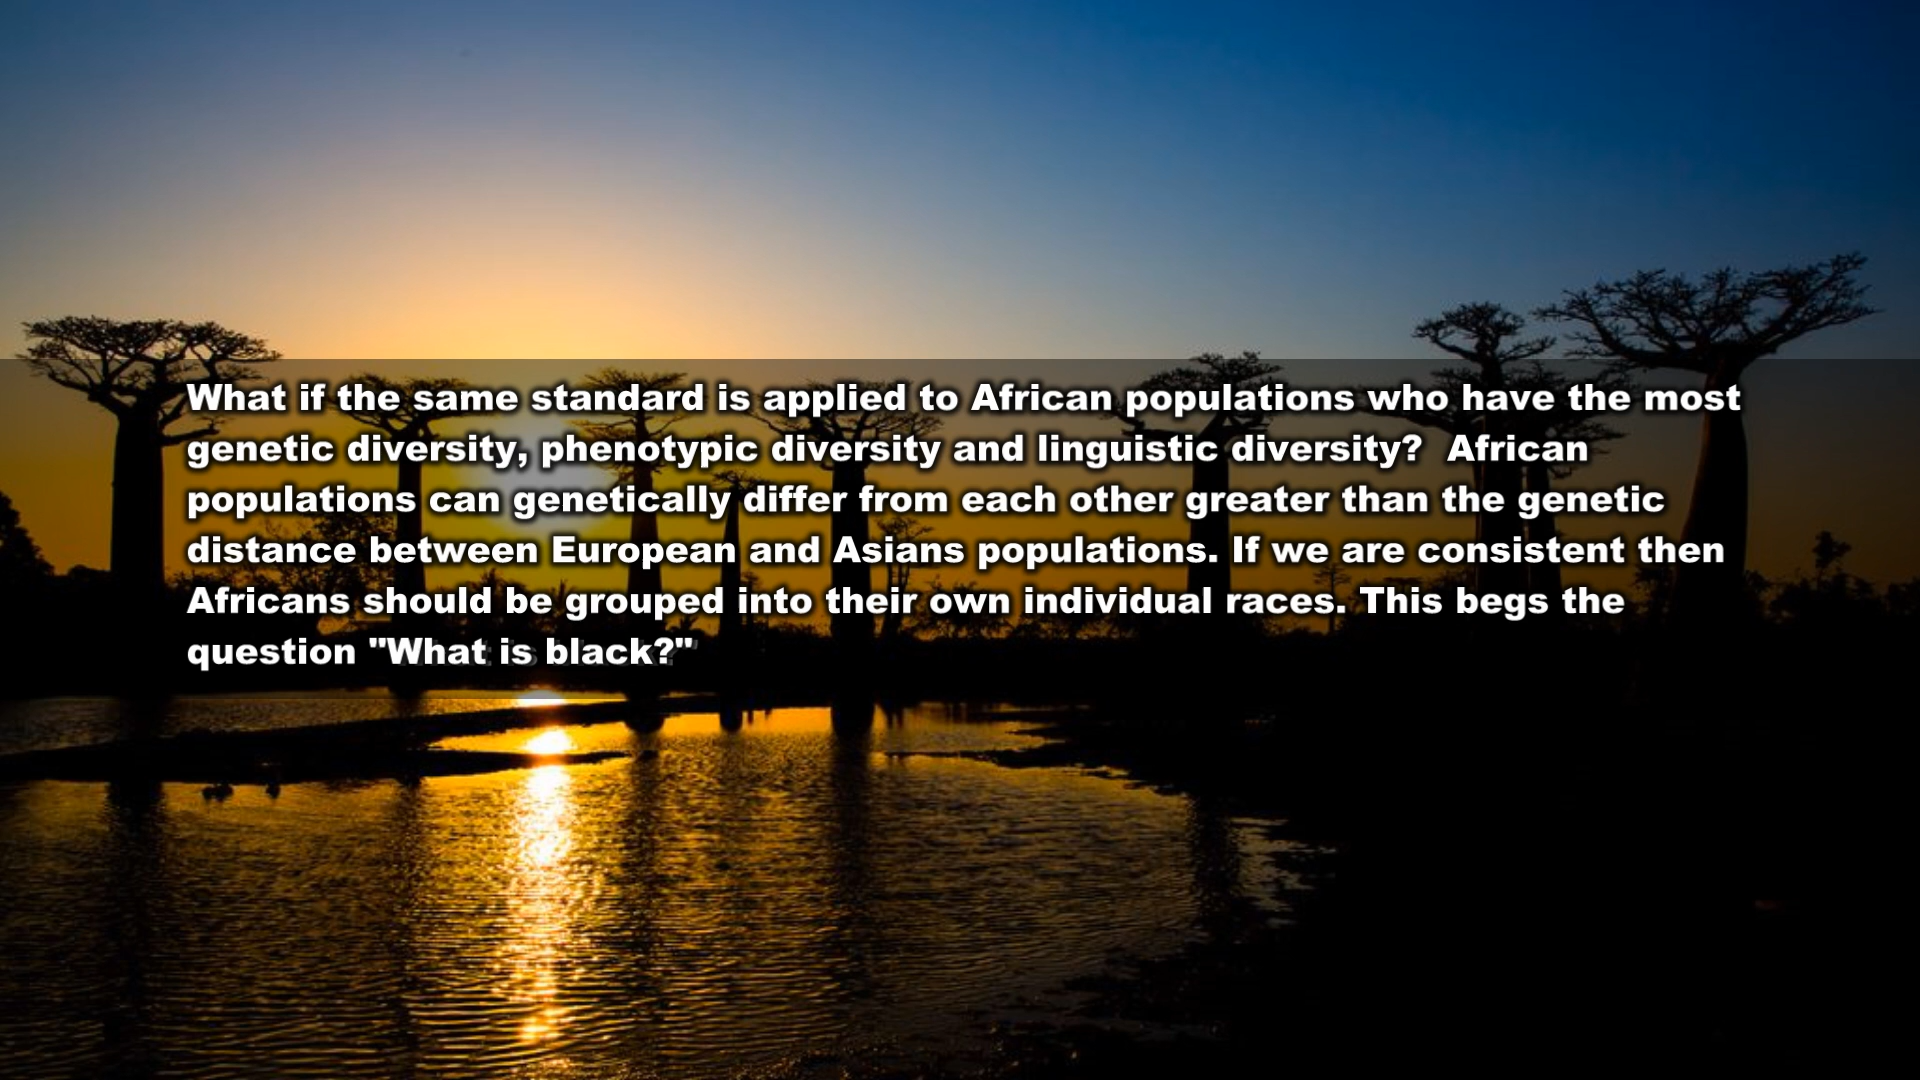 What if the same standard is applied to African populations who have the most
genetic diversity, phenotypic diversity and linguistic diversity?  African
populations can genetically differ from each other greater than the genetic
distance between European and Asians populations. If we are consistent then
Africans should be grouped into their own individual races. This begs the
question "What is black?"